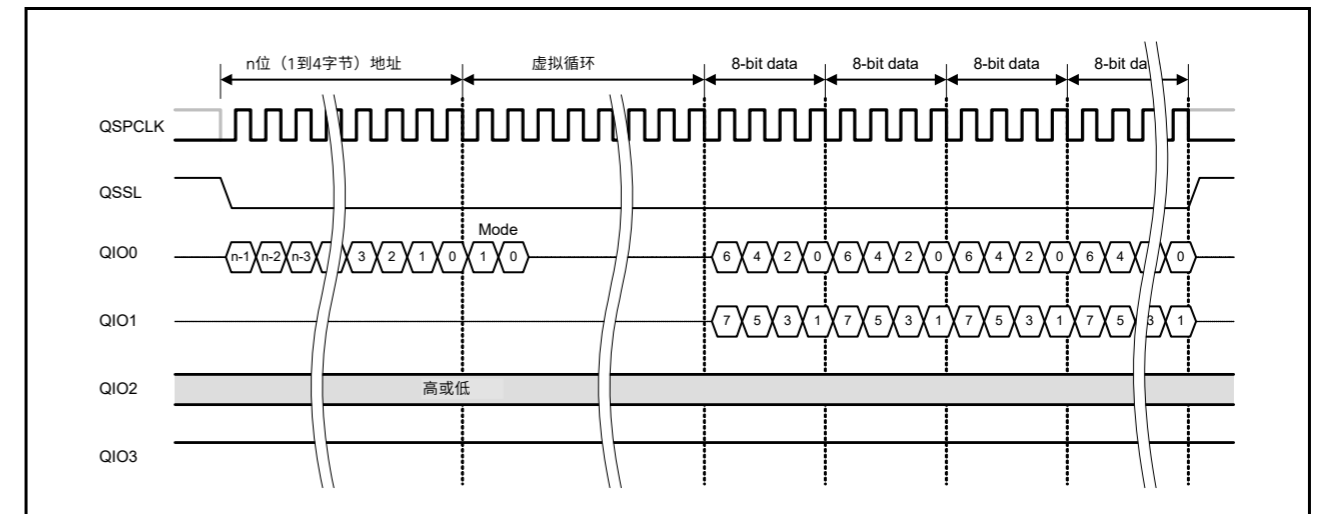 n位（1到4字节）地址 虚拟循环 8-bit data 8-bit data 8-bit data 8-bit da
QSPCLK
QSSL
Mode
QIO0 n-1 n-2 n-3 3 2 1 0 1 0 6 4 2 0 6 4 2 0 6 4 2 0 6 4 0
QIO1 7 5 3 1 7 5 3 1 7 5 3 1 7 5 3 1
QIO2 高或低
QIO3